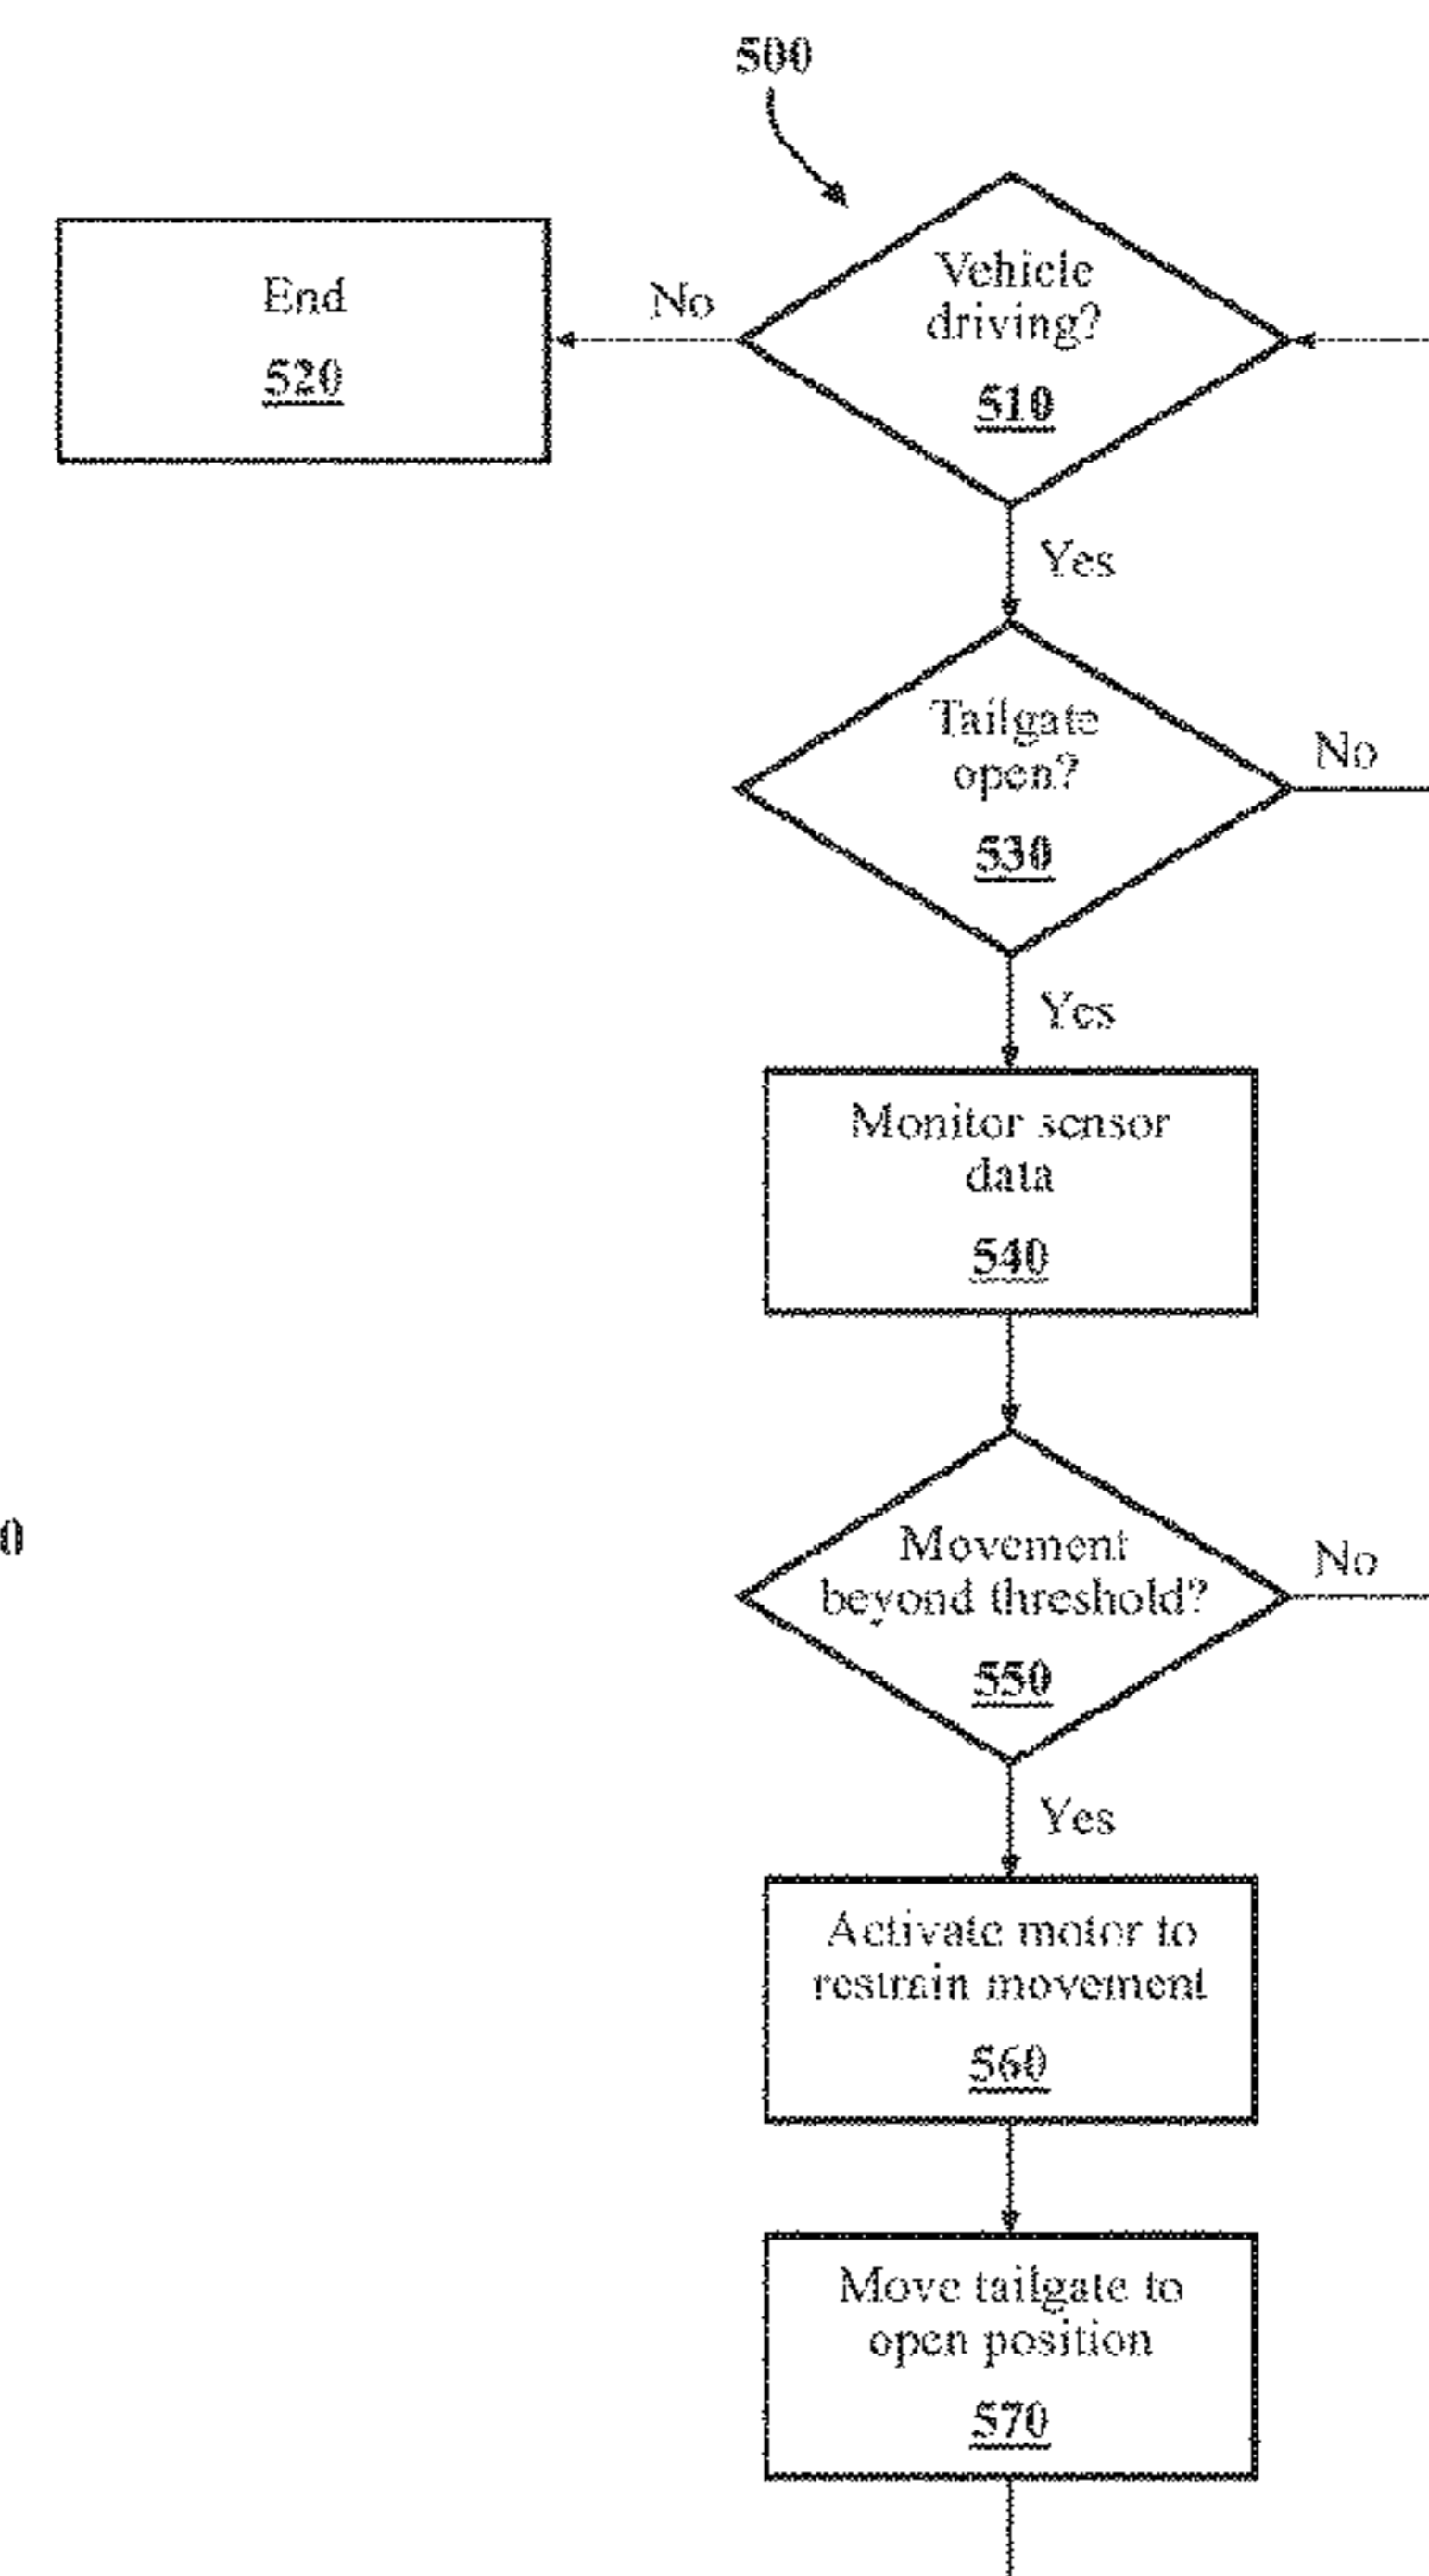 500
End
520
No
Vehicle
driving?
510
Yes
Tailgate
open?
530
No
Yes
Monitor sensor
data
540
0
Movement
beyond threshold?
550
No
Yes
Activate motor to
restrain movement
560
Move tailgate to
open position
570